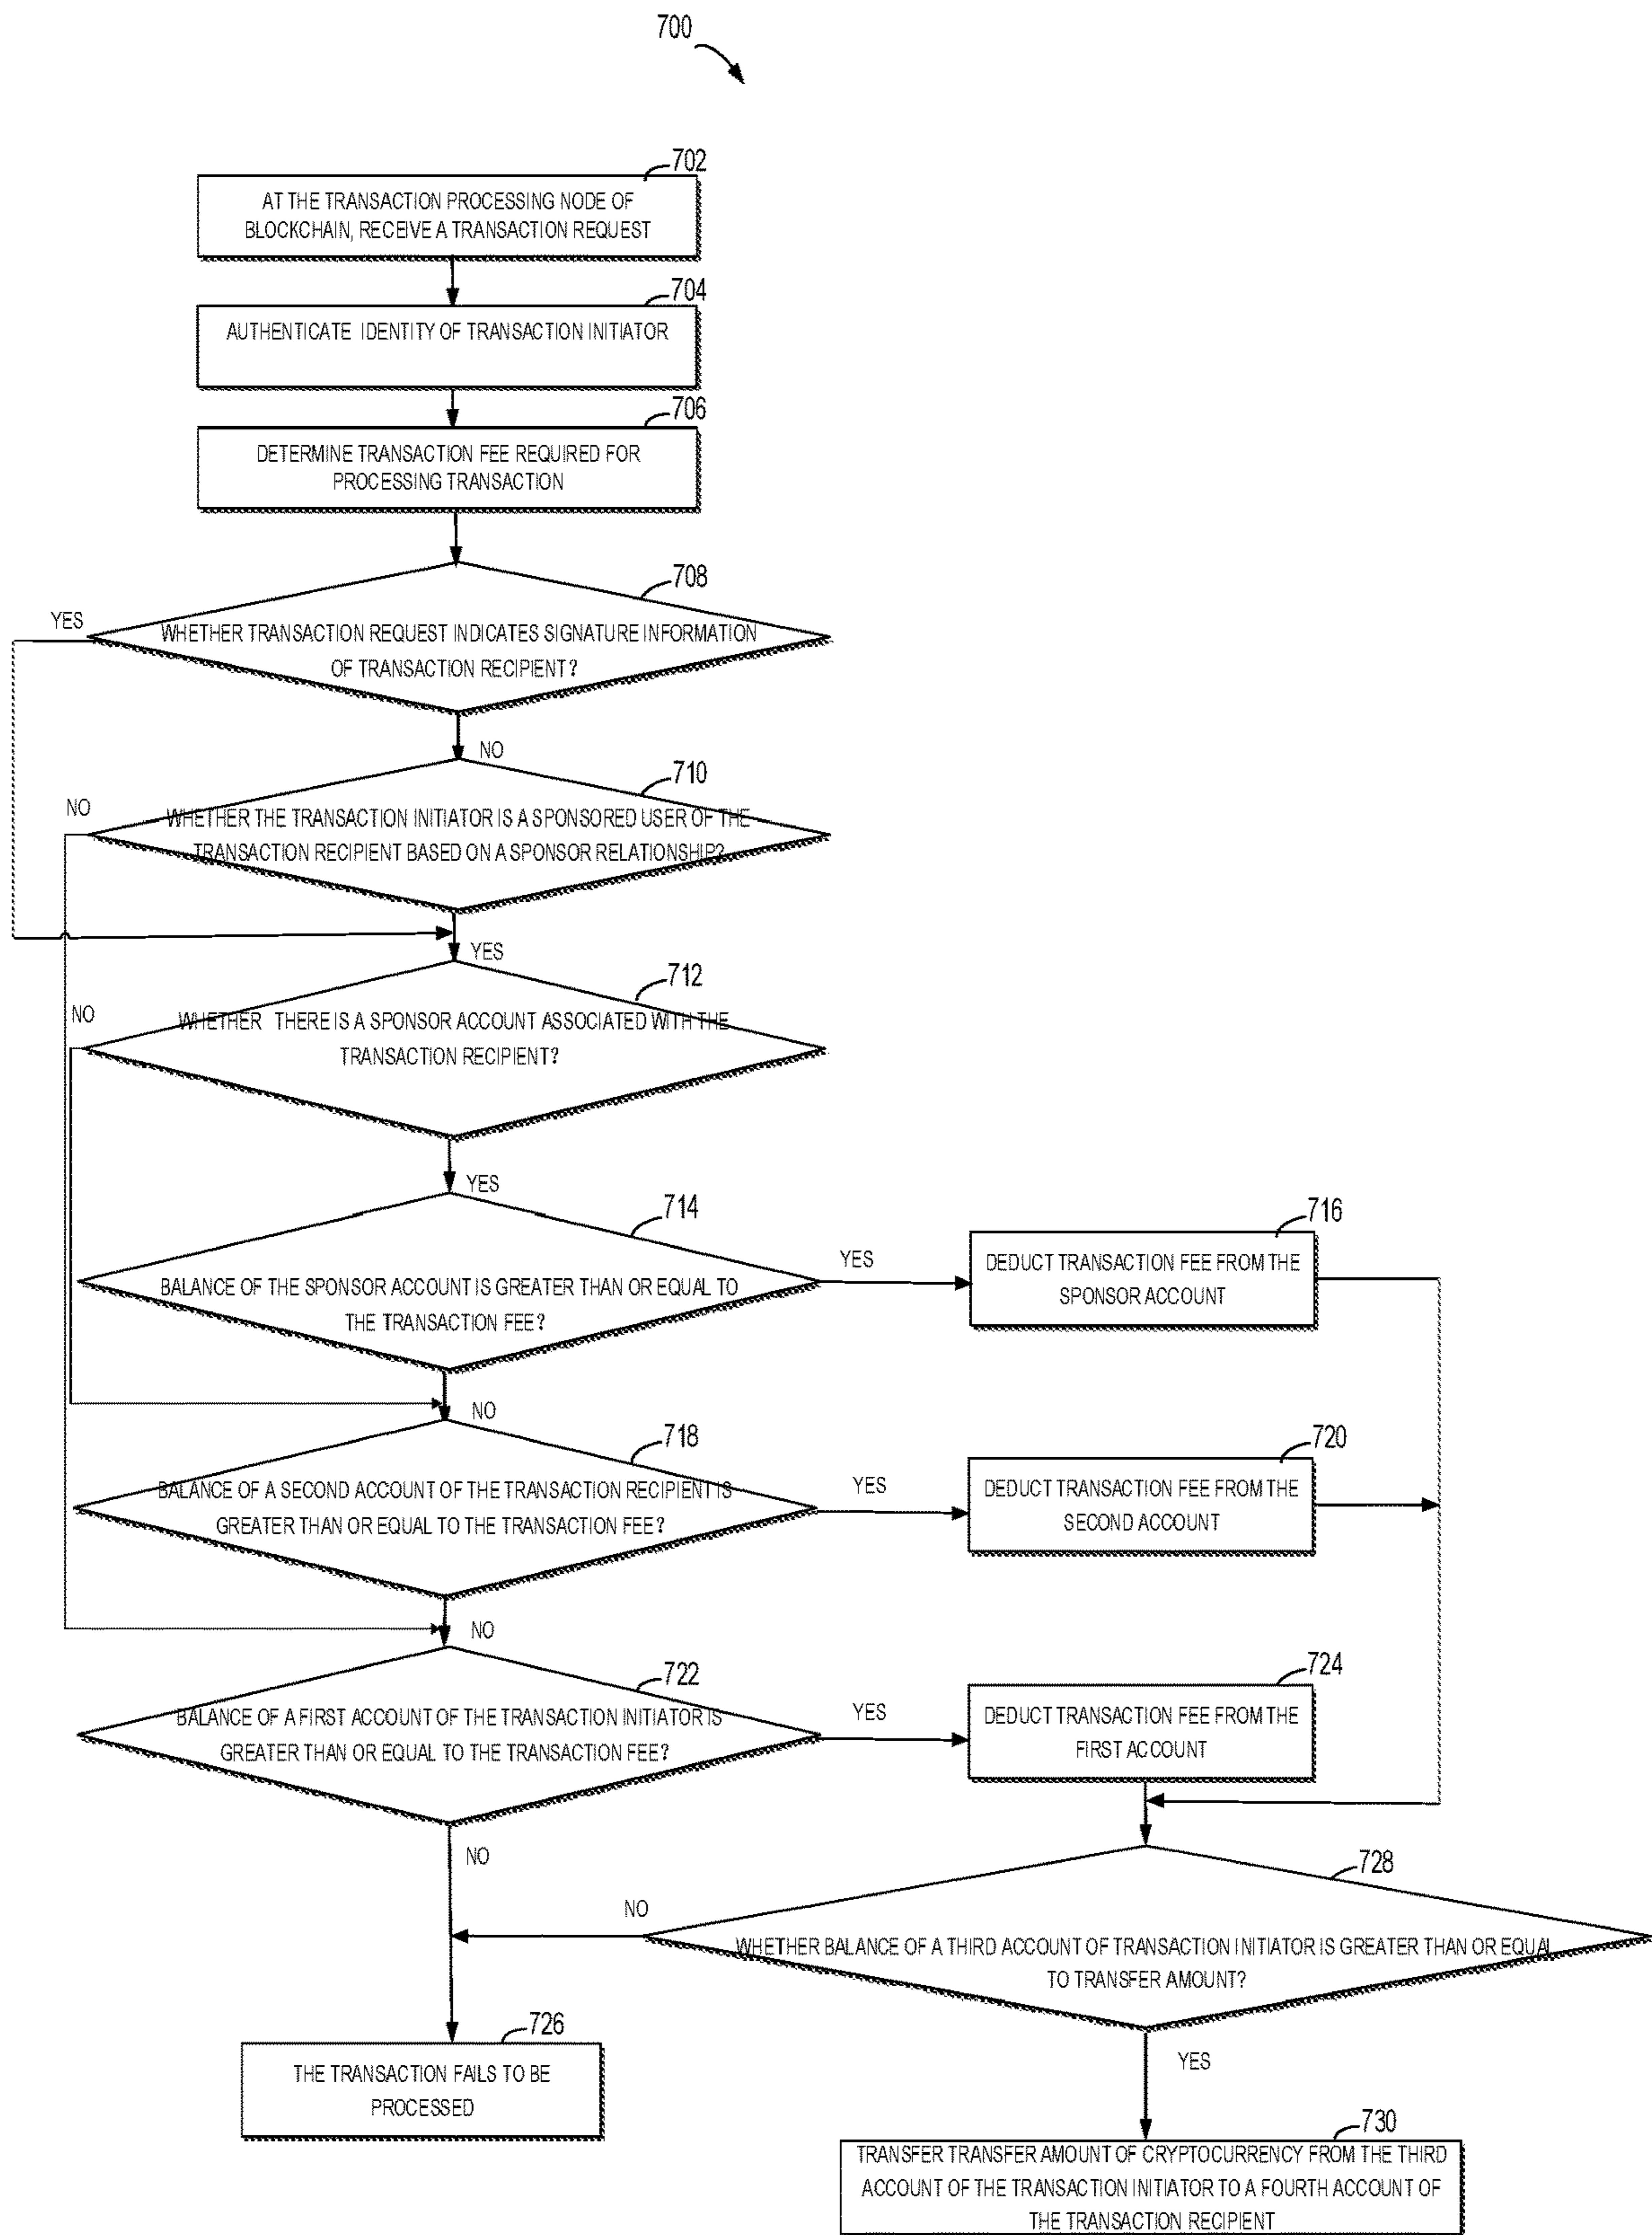 700
702
AT THE TRANSACTION PROCESSING NODE OF
BLOCKCHAIN, RECEIVE A TRANSACTION REQUEST
704
AUTHENTICATE IDENTITY OF TRANSACTION INITIATOR
706
DETERMINE TRANSACTION FEE REQUIRED FOR
PROCESSING TRANSACTION
708
YES
WHETHER TRANSACTION REQUEST INDICATES SIGNATURE INFORMATION
OF TRANSACTION RECIPIENT?
NO
710
NO
WHETHER THE TRANSACTION INITIATOR IS A SPONSORED USER OF THE
TRANSACTION RECIPIENT BASED ON A SPONSOR RELATIONSHIP?
YES
712
NO
WHETHER THERE IS A SPONSOR ACCOUNT ASSOCIATED WITH THE
TRANSACTION RECIPIENT?
YES
714
BALANCE OF THE SPONSOR ACCOUNT IS GREATER THAN OR EQUAL TO
THE TRANSACTION FEE?
YES
716
DEDUCT TRANSACTION FEE FROM THE
SPONSOR ACCOUNT
NO
718
BALANCE OF A SECOND ACCOUNT OF THE TRANSACTION RECIPIENT IS
GREATER THAN OR EQUAL TO THE TRANSACTION FEE?
YES
720
DEDUCT TRANSACTION FEE FROM THE
SECOND ACCOUNT
NO
722
BALANCE OF A FIRST ACCOUNT OF THE TRANSACTION INITIATOR IS
GREATER THAN OR EQUAL TO THE TRANSACTION FEE?
YES
724
DEDUCT TRANSACTION FEE FROM THE
FIRST ACCOUNT
NO
728
NO
WHETHER BALANCE OF A THIRD ACCOUNT OF TRANSACTION INITIATOR IS GREATER THAN OR EQUAL
TO TRANSFER AMOUNT?
726
THE TRANSACTION FAILS TO BE
PROCESSED
YES
730
TRANSFER TRANSFER AMOUNT OF CRYPTOCURRENCY FROM THE THIRD
ACCOUNT OF THE TRANSACTION INITIATOR TO A FOURTH ACCOUNT OF
THE TRANSACTION RECIPIENT